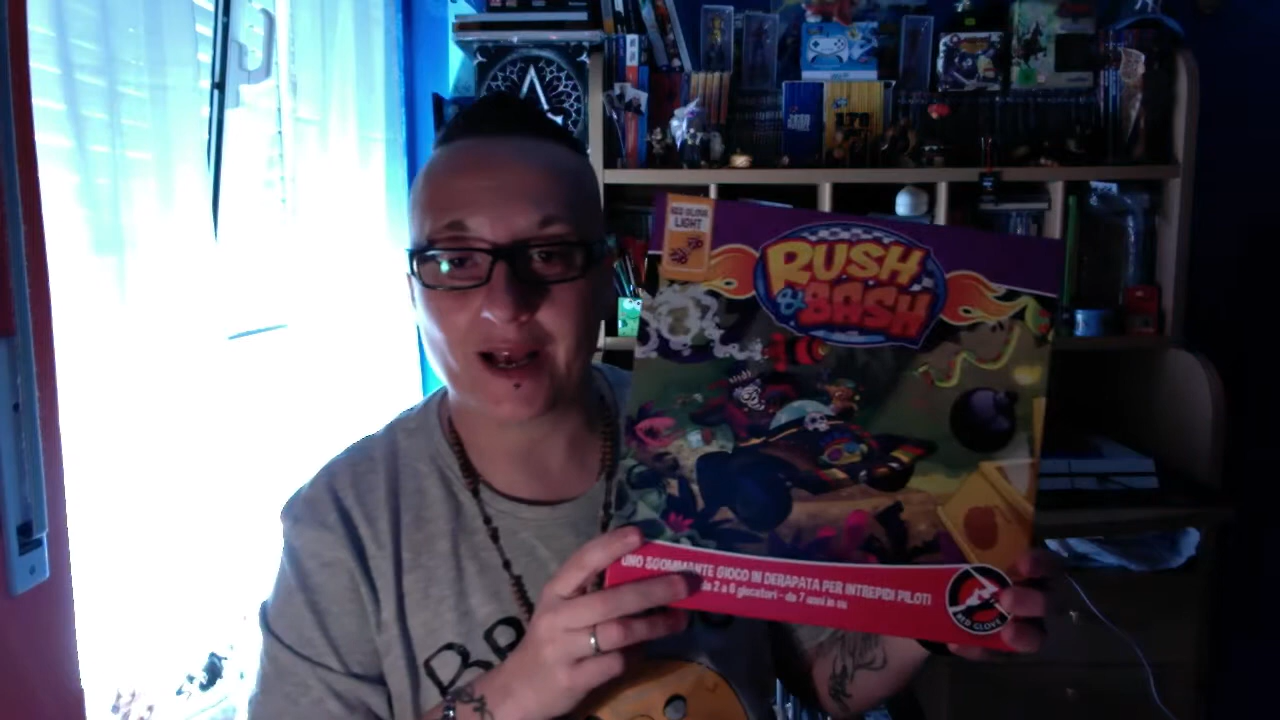 RED GLOVE
LIGHT
RUSH
& BASH
UNO SGOMMANTE GIOCO IN DERAPATA PER INTREPIDI PILOTI
da 2 a 6 giocatori - da 7 anni in su
RED GLOVE
BR